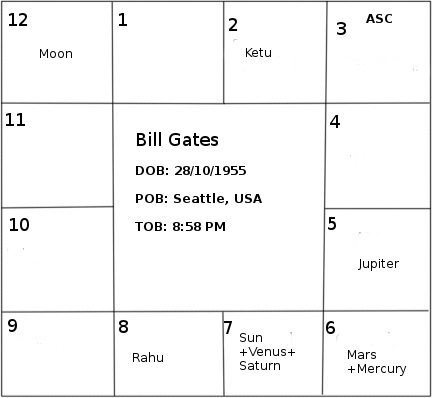 12
Moon
1
2
Ketu
3
ASC
11
4
Bill Gates
DOB: 28/10/1955
POB: Seattle, USA
TOB: 8:58 PM
10
5
Jupiter
9
8
Rahu
7
Sun
+Venus+
Saturn
6
Mars
+Mercury